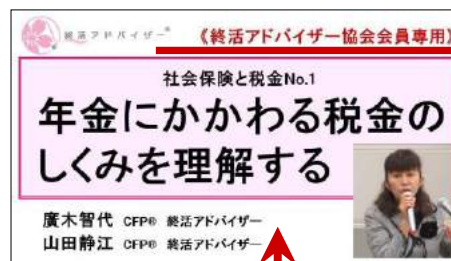 終活アドバイザー®
《終活アドバイザー協会会員専用》
社会保険と税金No.1
年金にかかわる税金の
しくみを理解する
廣木智代 CFP® 終活アドバイザー
山田静江 CFP® 終活アドバイザー